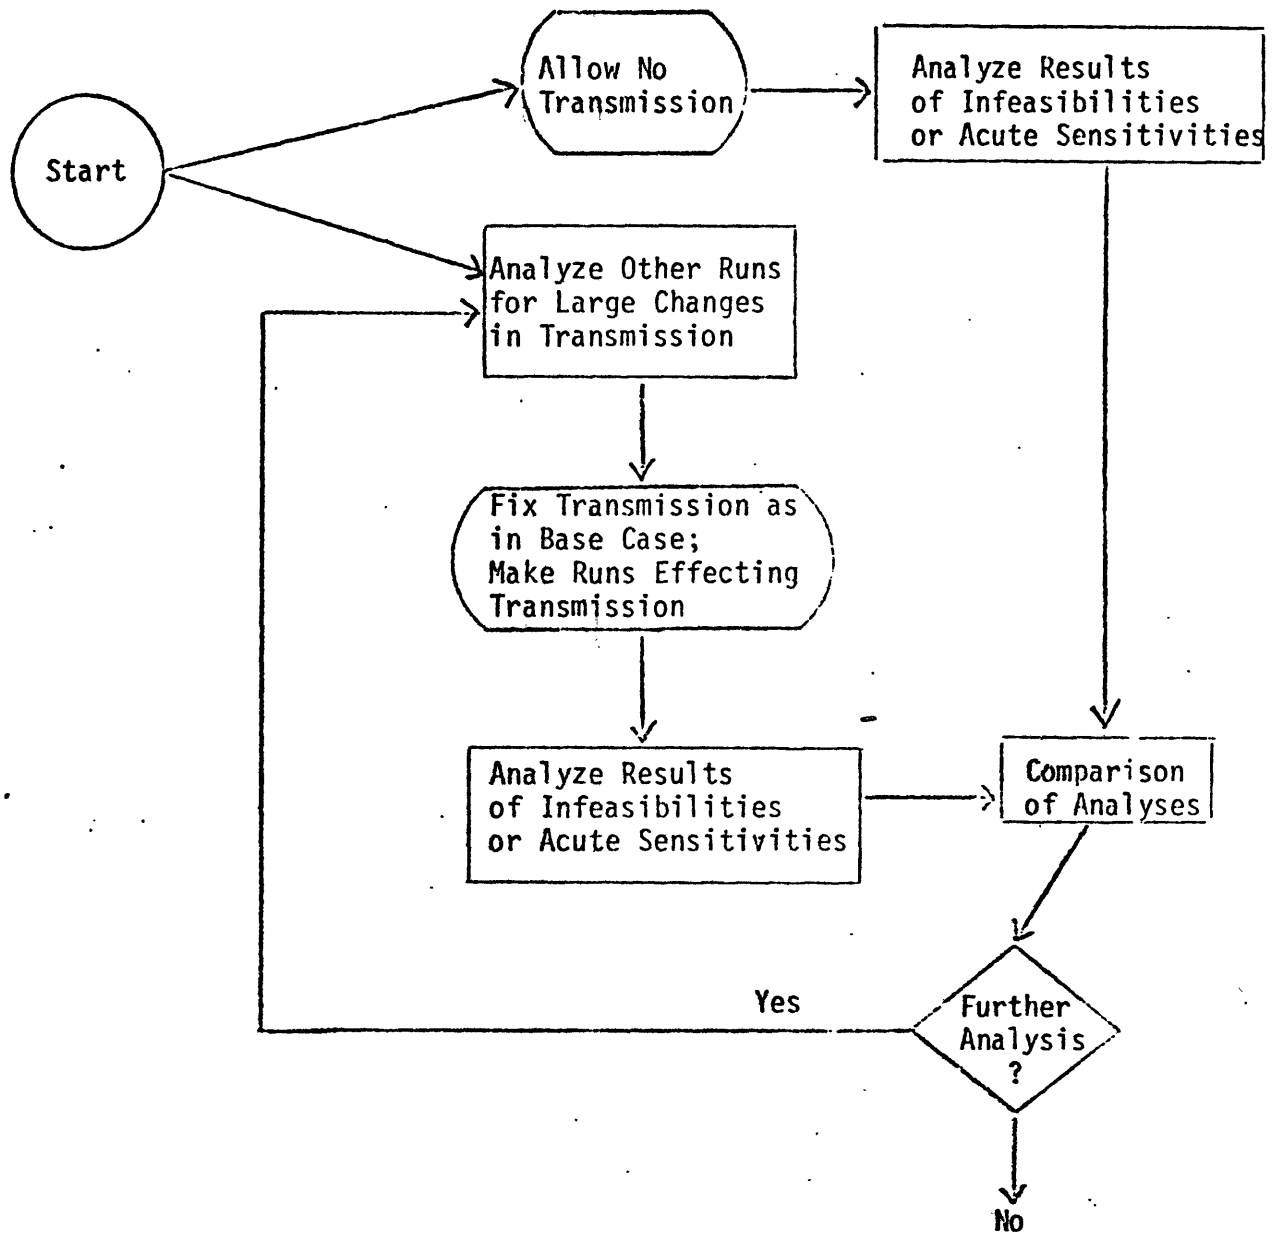 Allow No
Transmission
Analyze Results
of Infeasibilities
or Acute Sensitivities
Start
Analyze Other Runs
for Large Changes
in Transmission
Fix Transmission as
in Base Case;
Make Runs Effecting
Transmission
Analyze Results
of Infeasibilities
or Acute Sensitivities
Comparison
of Analyses
Yes
Further
Analysis
?
No